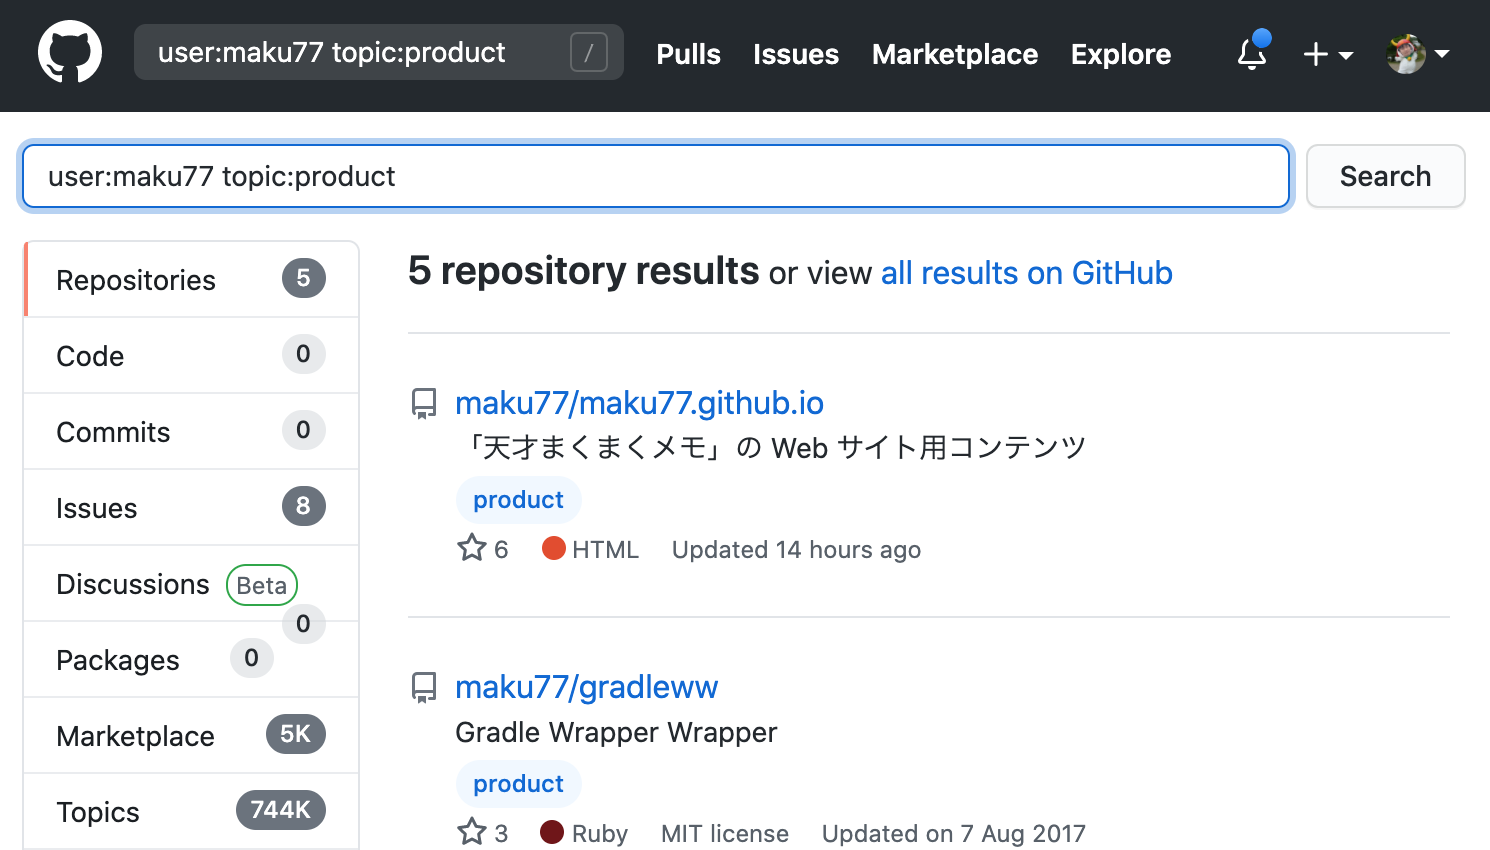 user:maku77 topic:product / Pulls Issues Marketplace Explore
user:maku77 topic:product Search
Repositories 5
Code 0
Commits 0
Issues 8
Discussions Beta 0
Packages 0
Marketplace 5K
Topics 744K
5 repository results or view all results on GitHub
maku77/maku77.github.io
「天才まくまくメモ」の Web サイト用コンテンツ
product
6 HTML Updated 14 hours ago
maku77/gradleww
Gradle Wrapper Wrapper
product
3 Ruby MIT license Updated on 7 Aug 2017